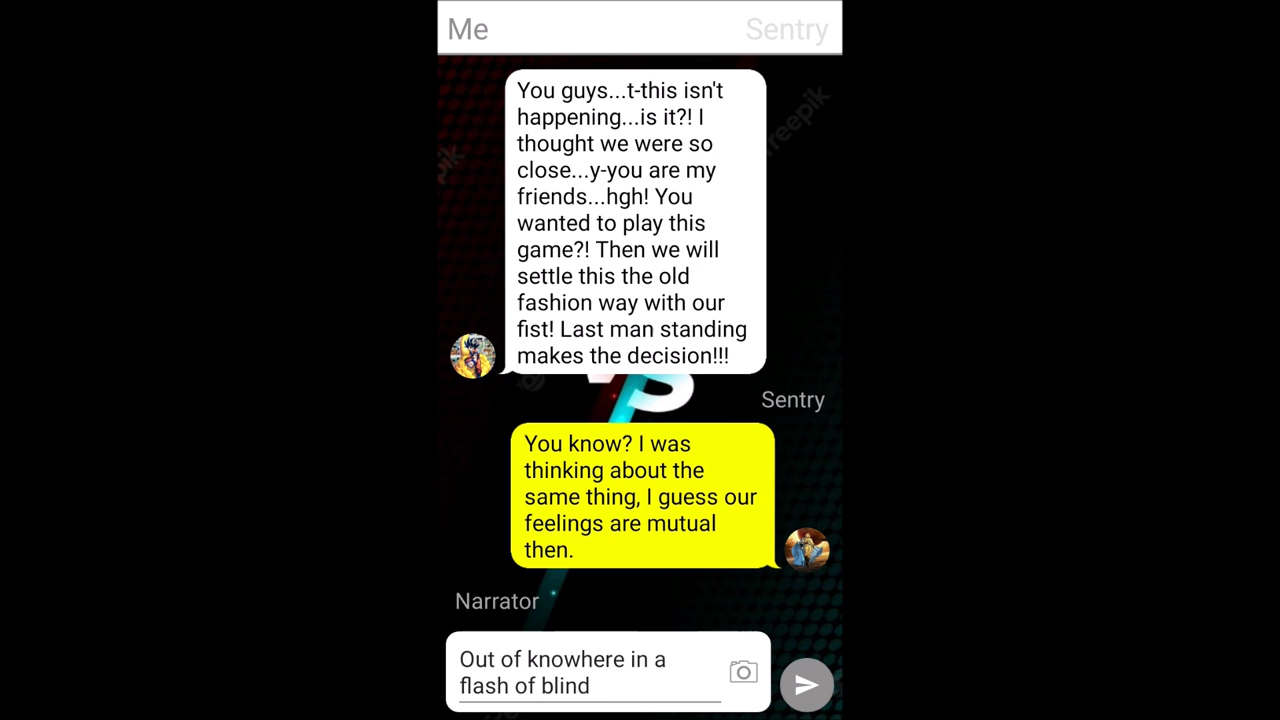 Me
Sentry
You guys...t-this isn't
happening...is it?! I
thought we were so
close...y-you are my
friends...hgh! You
wanted to play this
game?! Then we will
settle this the old
fashion way with our
fist! Last man standing
makes the decision!!!
Sentry
You know? I was
thinking about the
same thing, I guess our
feelings are mutual
then.
Narrator
Out of knowhere in a
flash of blind